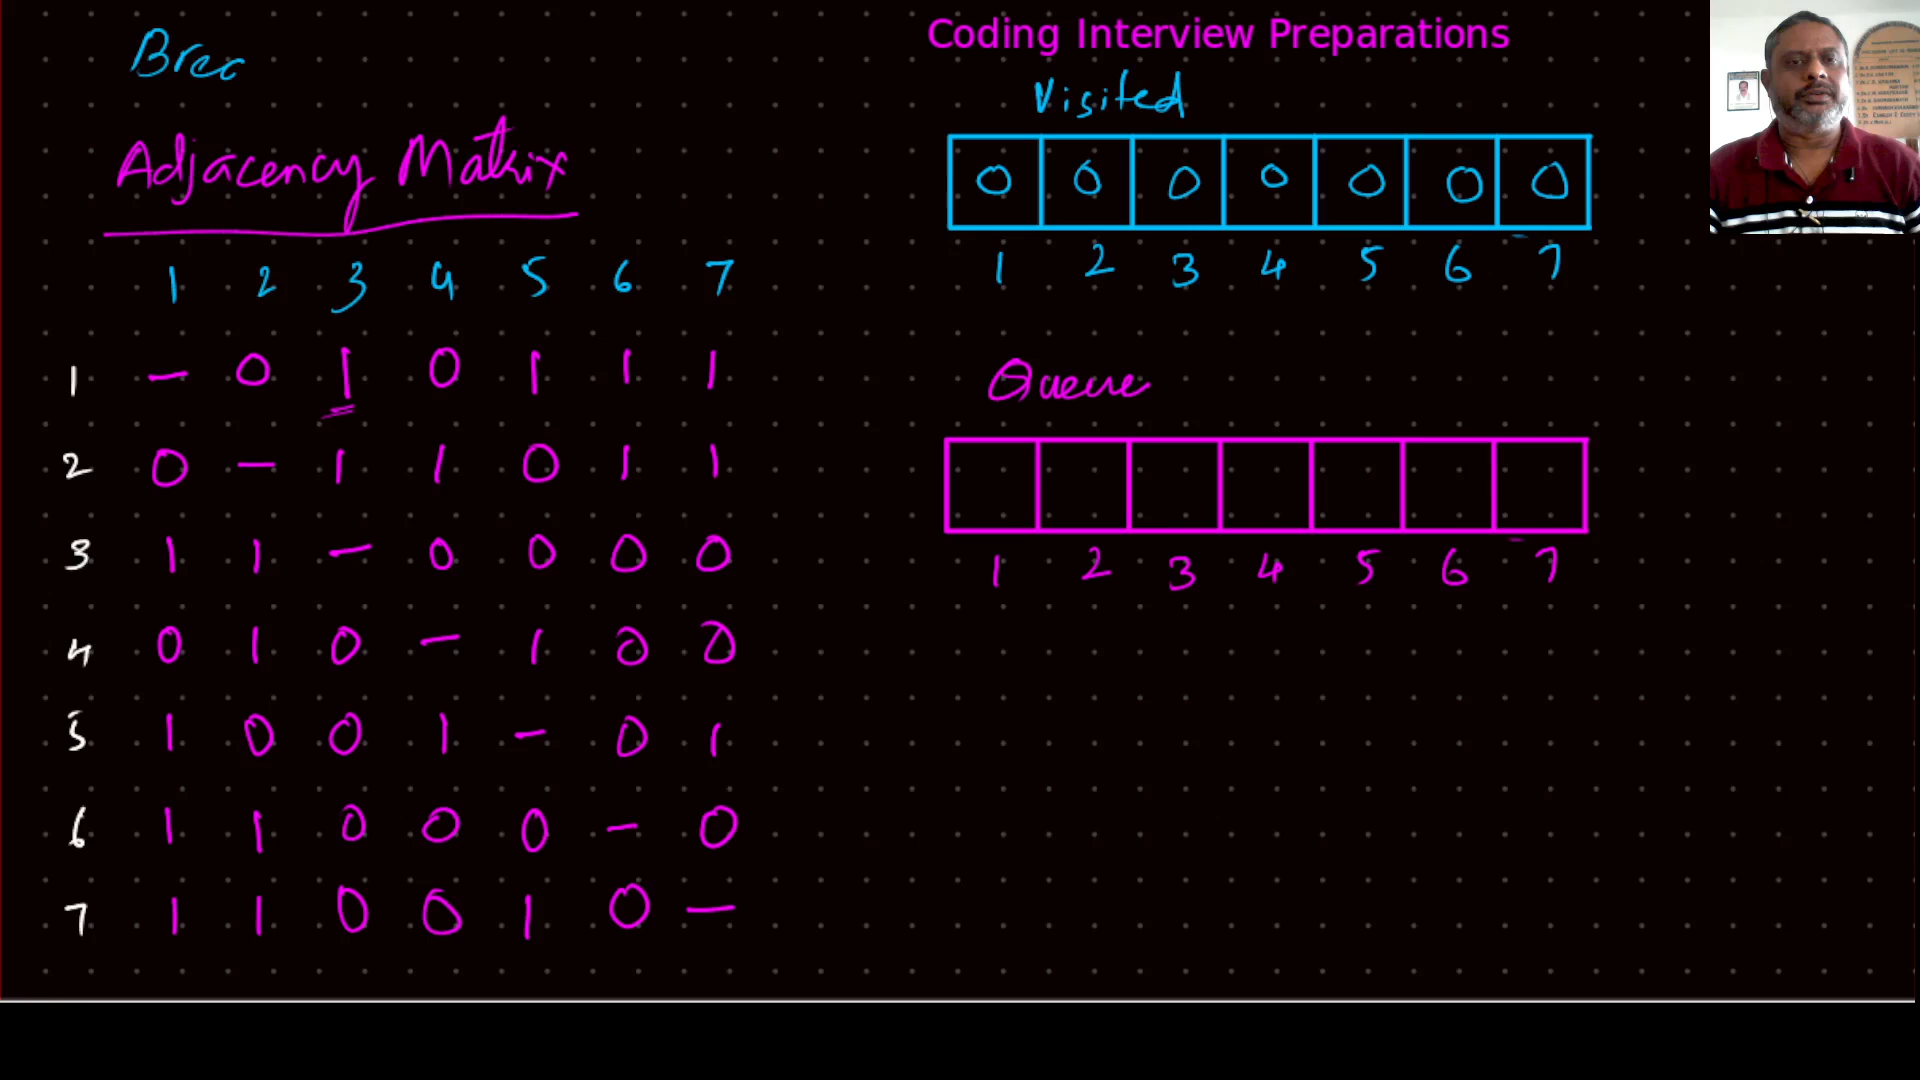 Coding Interview Preparations
Adjacency Matrix
1 2 3 4 5 6 7
1 — 0 1 0 1 1 1
2 0 — 1 1 0 1 1
3 1 1 — 0 0 0 0
4 0 1 0 — 1 0 0
5 1 0 0 1 — 0 1
6 1 1 0 0 0 — 0
7 1 1 0 0 1 0 —
Visited
0 0 0 0 0 0 0
1 2 3 4 5 6 7
Queue
1 2 3 4 5 6 7